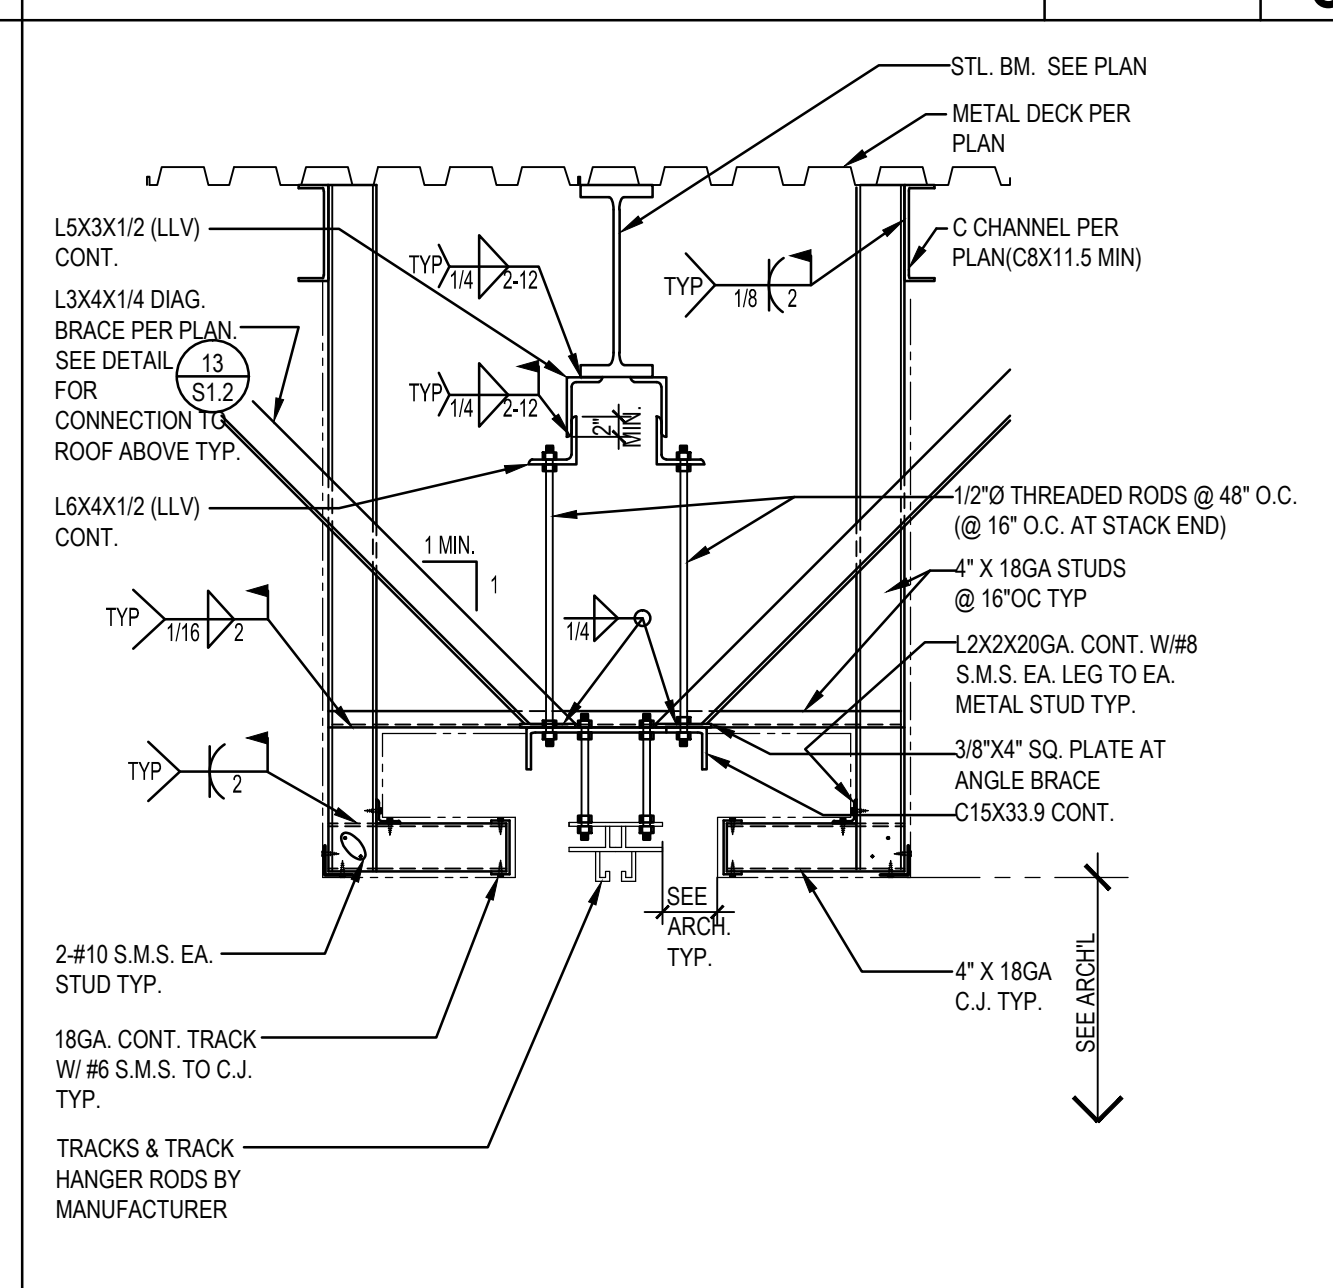 STL. BM. SEE PLAN
METAL DECK PER
PLAN
L5X3X1/2 (LLV)
CONT.
TYP
1/4
2-12
TYP
1/8
2
C CHANNEL PER
PLAN(C8X11.5 MIN)
L3X4X1/4 DIAG.
BRACE PER PLAN.
SEE DETAIL
13
S1.2
FOR
CONNECTION TO
ROOF ABOVE TYP.
TYP
1/4
2-12
2"
MIN.
L6X4X1/2 (LLV)
CONT.
1/2"Ø THREADED RODS @ 48" O.C.
(@ 16" O.C. AT STACK END)
1 MIN.
1
4" X 18GA STUDS
@ 16"OC TYP
TYP
1/16
2
1/4
L2X2X20GA. CONT. W/#8
S.M.S. EA. LEG TO EA.
METAL STUD TYP.
3/8"X4" SQ. PLATE AT
ANGLE BRACE
C15X33.9 CONT.
TYP
2
SEE
ARCH.
TYP.
2-#10 S.M.S. EA.
STUD TYP.
4" X 18GA
C.J. TYP.
SEE ARCH'L
18GA. CONT. TRACK
W/ #6 S.M.S. TO C.J.
TYP.
TRACKS & TRACK
HANGER RODS BY
MANUFACTURER